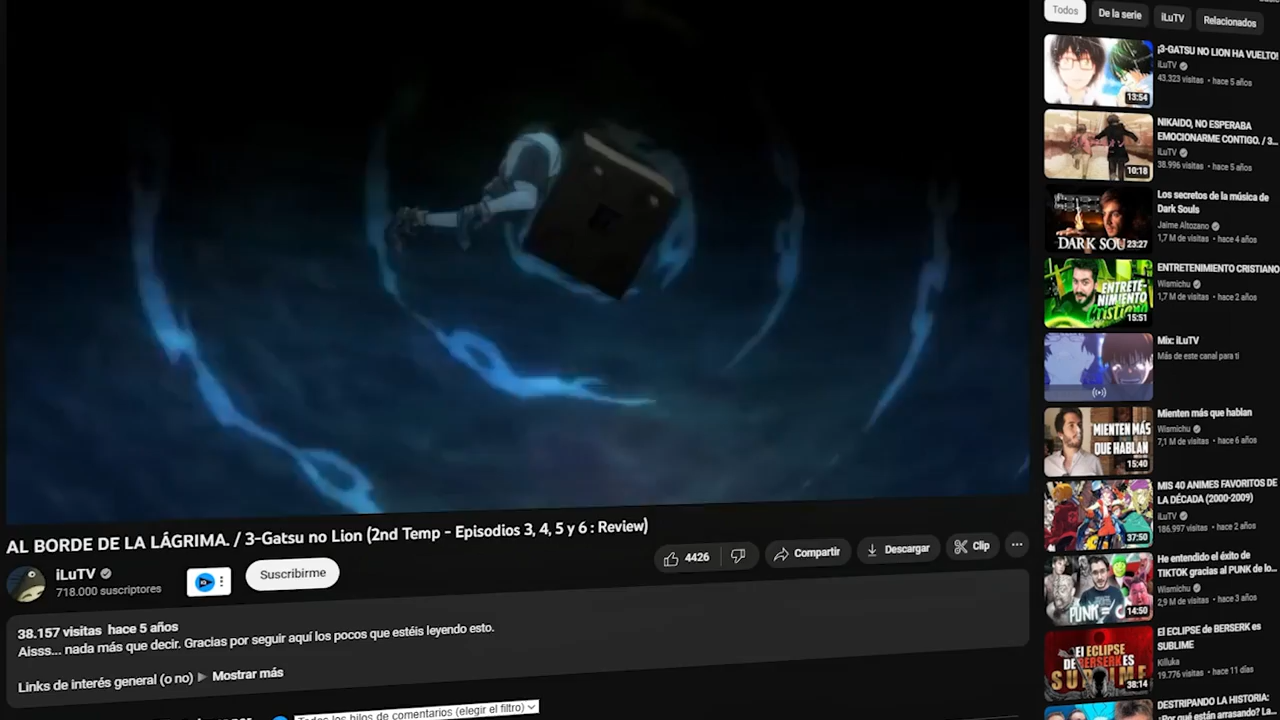 Todos
De la serie
iLuTV
Relacionados
¡3-GATSU NO LION HA VUELTO!
iLuTV
43.323 visitas • hace 5 años
13:54
NIKAIDO, NO ESPERABA
EMOCIONARME CONTIGO. / 3...
iLuTV
38.996 visitas • hace 5 años
10:18
Los secretos de la música de
Dark Souls
Jaime Altozano
1,7 M de visitas • hace 4 años
DARK SOU
23:27
ENTRETENIMIENTO CRISTIANO
Wismichu
1,7 M de visitas • hace 2 años
ENTRETE-
NIMIENTO
Cristiano
15:51
Mix: iLuTV
Más de este canal para ti
Mienten más que hablan
Wismichu
7,1 M de visitas • hace 6 años
MIENTEN MÁS
QUE HABLAN
15:40
MIS 40 ANIMES FAVORITOS DE
LA DÉCADA (2000-2009)
iLuTV
186.997 visitas • hace 2 años
37:50
He entendido el éxito de
TIKTOK gracias al PUNK de lo...
Wismichu
2,9 M de visitas • hace 3 años
PUNK =
14:50
El ECLIPSE de BERSERK es
SUBLIME
Killuka
19.776 visitas • hace 11 días
El ECLIPSE
DE BERSERK ES
SUBLIME
38:14
DESTRIPANDO LA HISTORIA:
¿Por qué están arrasando? La...
AL BORDE DE LA LÁGRIMA. / 3-Gatsu no Lion (2nd Temp - Episodios 3, 4, 5 y 6 : Review)
iLuTV
718.000 suscriptores
Suscribirme
4426
Compartir
Descargar
Clip
38.157 visitas hace 5 años
Aisss... nada más que decir. Gracias por seguir aquí los pocos que estéis leyendo esto.
Links de interés general (o no) ▶ Mostrar más
Todos los hilos de comentarios (elegir el filtro)